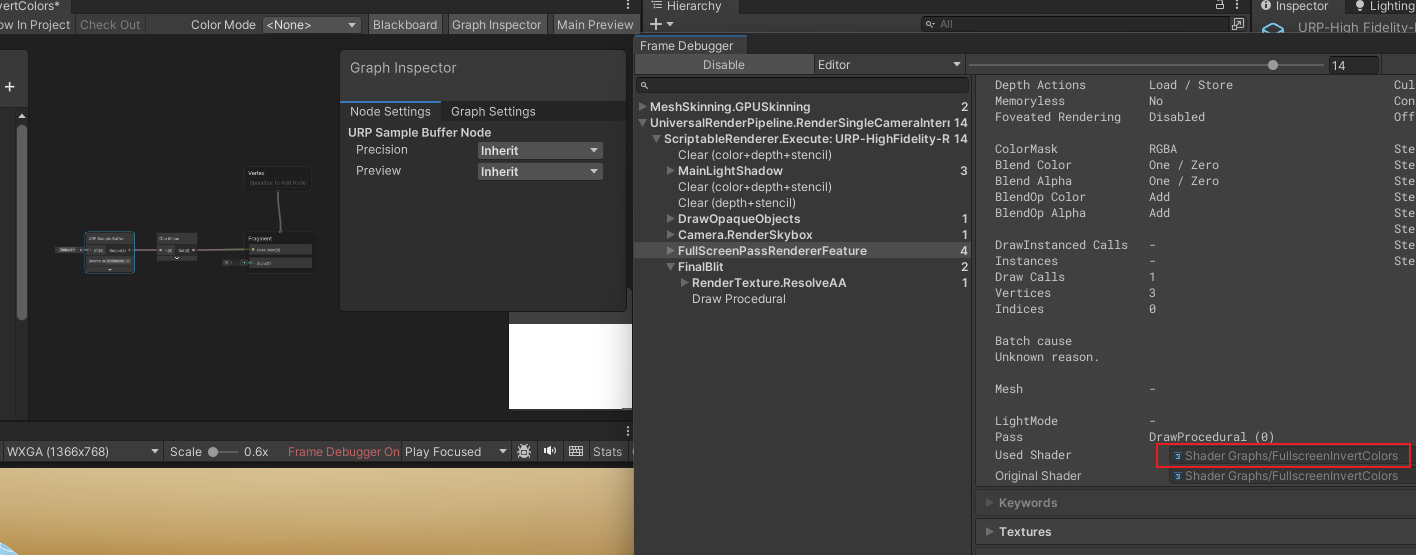 vertColors*
ow In Project
Check Out
Color Mode
<None>
Blackboard
Graph Inspector
Main Preview
Graph Inspector
Node Settings
Graph Settings
URP Sample Buffer Node
Precision
Inherit
Preview
Inherit
Vertex
Fragment
URP Sample Buffer
One Minus
WXGA (1366x768)
Scale
0.6x
Frame Debugger On
Play Focused
Stats
Hierarchy
All
Inspector
Lighting
URP-High Fidelity-
Frame Debugger
Disable
Editor
14
MeshSkinning.GPUSkinning 2
UniversalRenderPipeline.RenderSingleCameraInterr 14
ScriptableRenderer.Execute: URP-HighFidelity-R 14
Clear (color+depth+stencil)
MainLightShadow 3
Clear (color+depth+stencil)
Clear (depth+stencil)
DrawOpaqueObjects 1
Camera.RenderSkybox 1
FullScreenPassRendererFeature 4
FinalBlit 2
RenderTexture.ResolveAA 1
Draw Procedural
Depth Actions Load / Store Cul
Memoryless No Con
Foveated Rendering Disabled Off
ColorMask RGBA Ste
Blend Color One / Zero Ste
Blend Alpha One / Zero Ste
BlendOp Color Add Ste
BlendOp Alpha Add Ste
Ste
DrawInstanced Calls - Ste
Instances - Ste
Draw Calls 1
Vertices 3
Indices 0
Batch cause
Unknown reason.
Mesh -
LightMode -
Pass DrawProcedural (0)
Used Shader Shader Graphs/FullscreenInvertColors
Original Shader Shader Graphs/FullscreenInvertColors
Keywords
Textures